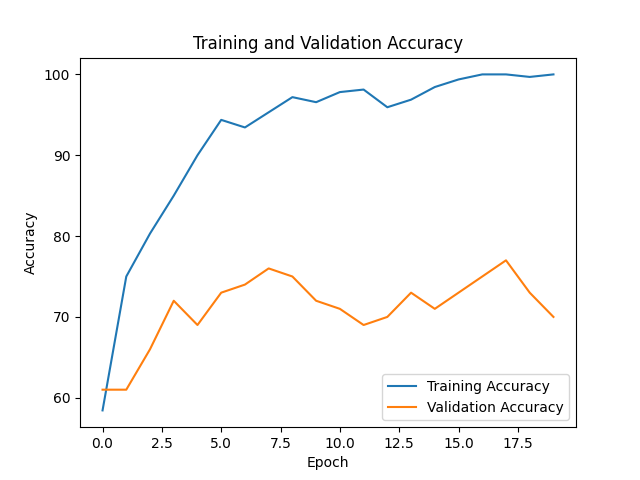 Training and Validation Accuracy
Accuracy
100
90
80
70
60
Training Accuracy
Validation Accuracy
0.0 2.5 5.0 7.5 10.0 12.5 15.0 17.5
Epoch